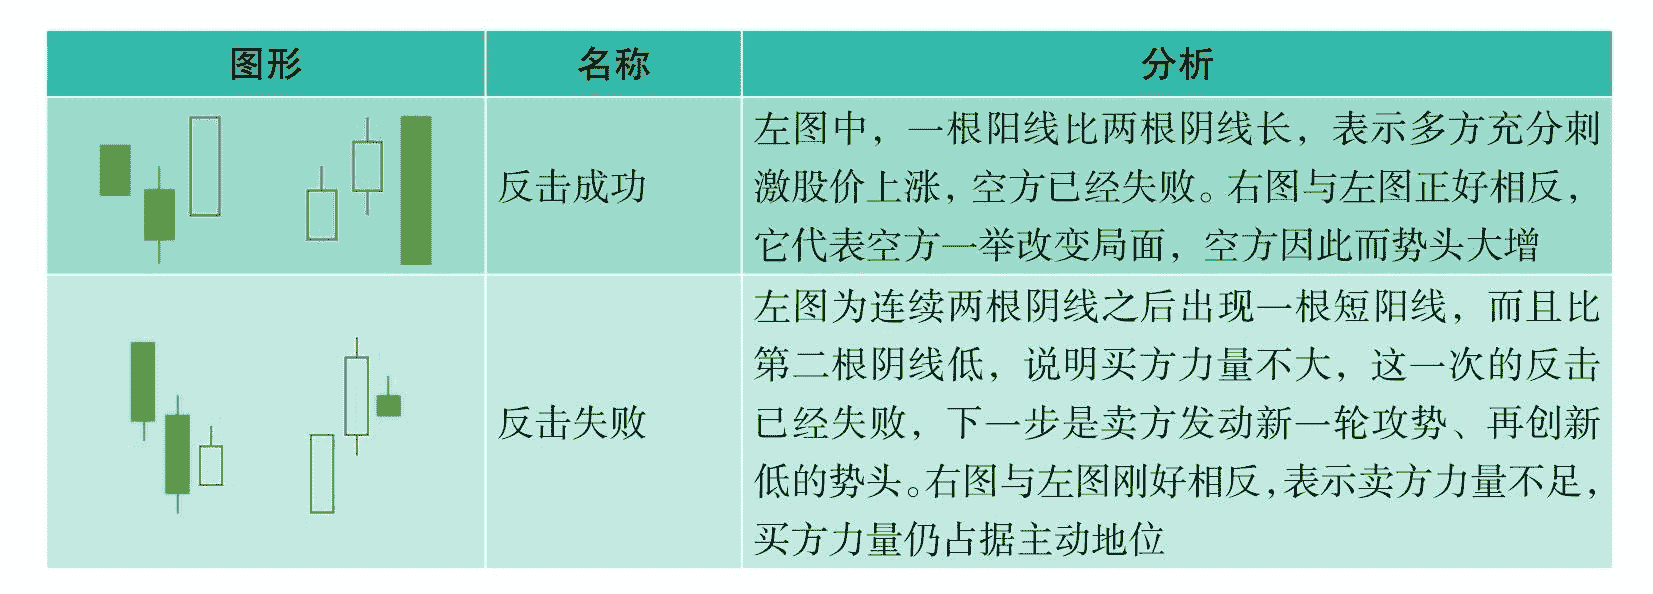 图形 名称 分析
左图中，一根阳线比两根阴线长，表示多方充分刺
激股价上涨，空方已经失败。右图与左图正好相反，
它代表空方一举改变局面，空方因此而势头大增
反击成功
左图为连续两根阴线之后出现一根短阳线，而且比
第二根阴线低，说明买方力量不大，这一次的反击
已经失败，下一步是卖方发动新一轮攻势、再创新
低的势头。右图与左图刚好相反，表示卖方力量不足，
买方力量仍占据主动地位
反击失败